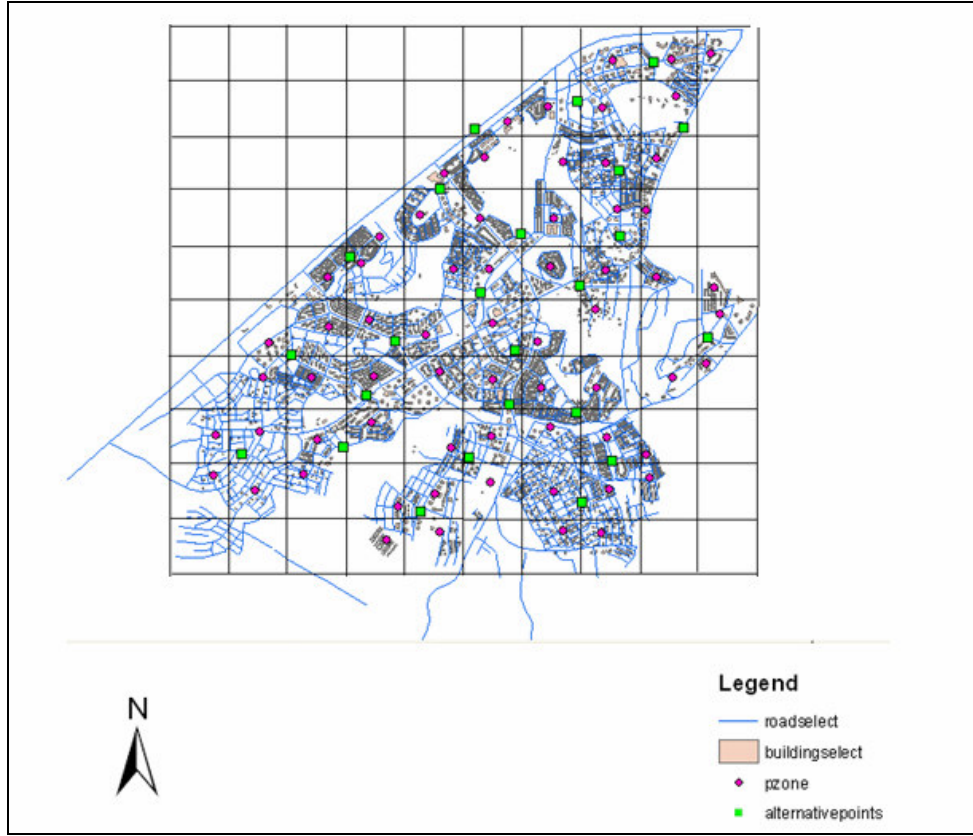 N
Legend
roadselect
buildingselect
pzone
alternativepoints